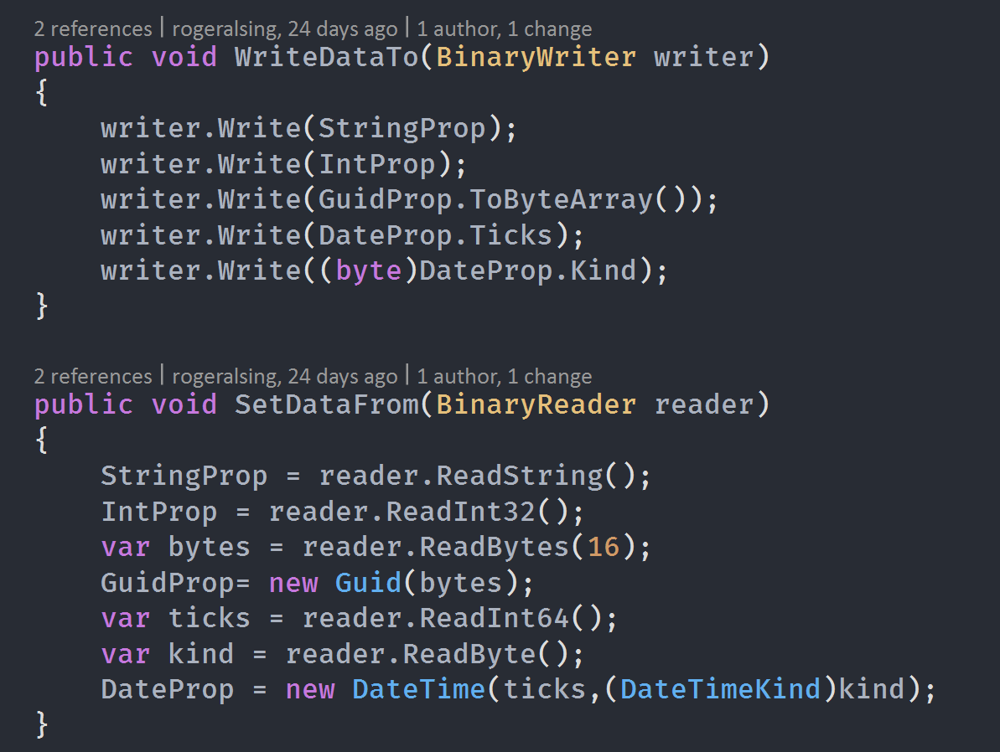 2 references | rogeralsing, 24 days ago | 1 author, 1 change
public void WriteDataTo(BinaryWriter writer)
{
    writer.Write(StringProp);
    writer.Write(IntProp);
    writer.Write(GuidProp.ToByteArray());
    writer.Write(DateProp.Ticks);
    writer.Write((byte)DateProp.Kind);
}

2 references | rogeralsing, 24 days ago | 1 author, 1 change
public void SetDataFrom(BinaryReader reader)
{
    StringProp = reader.ReadString();
    IntProp = reader.ReadInt32();
    var bytes = reader.ReadBytes(16);
    GuidProp= new Guid(bytes);
    var ticks = reader.ReadInt64();
    var kind = reader.ReadByte();
    DateProp = new DateTime(ticks,(DateTimeKind)kind);
}